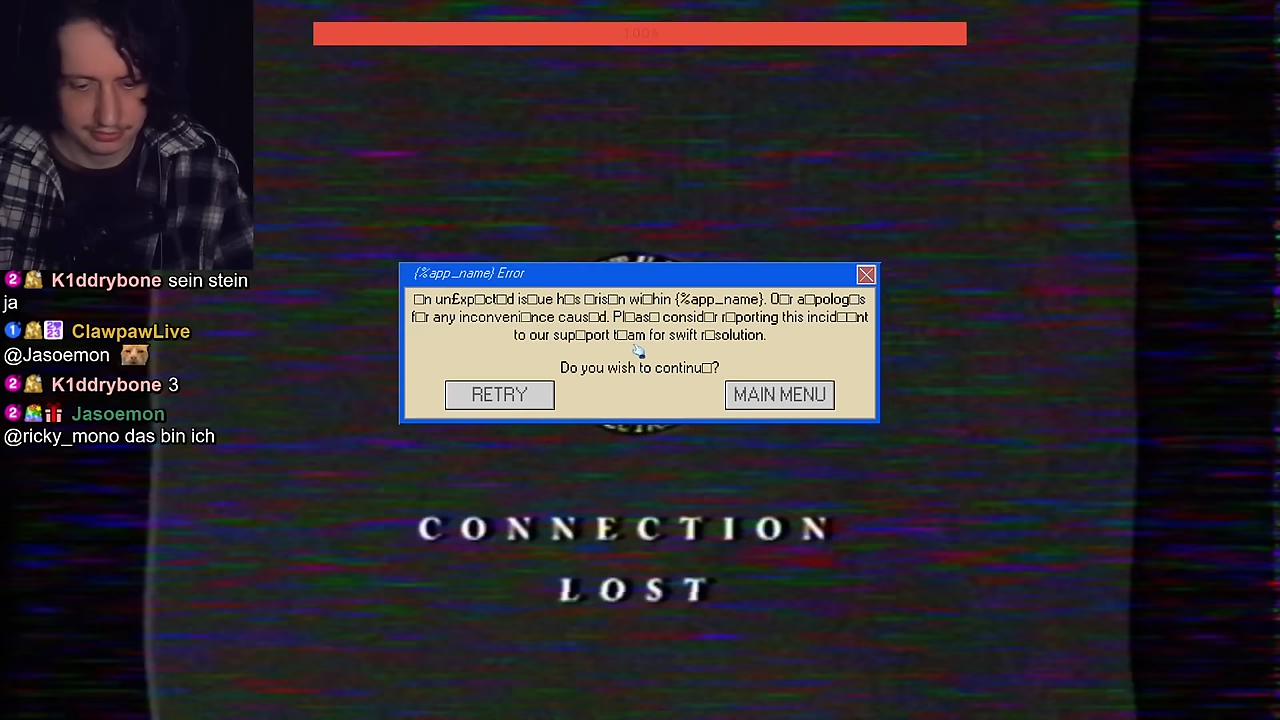 100%
K1ddrybone sein stein
ja
ClawpawLive
@Jasoemon
K1ddrybone 3
Jasoemon
@ricky_mono das bin ich
{%app_name} Error
□n un£xp□ct□d is□ue h□s □ris□n wi□hin {%app_name}. O□r a□polog□s
f□r any inconveni□nce caus□d. Pl□as□ consid□r r□porting this incid□□nt
to our sup□port t□am for swift r□solution.
Do you wish to continu□?
RETRY MAIN MENU
CONNECTION
LOST